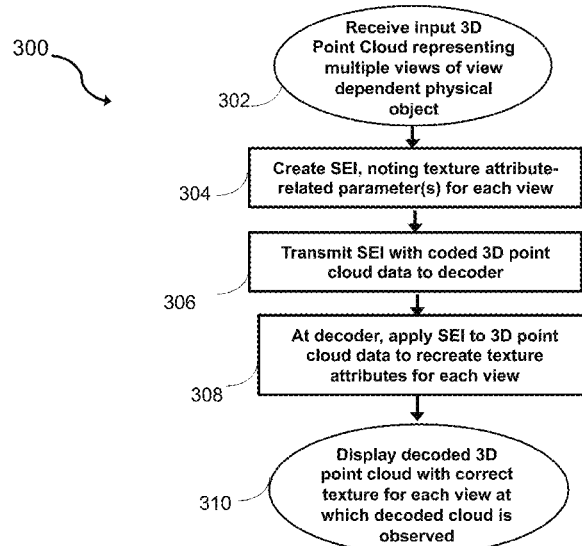 300
Receive input 3D
Point Cloud representing
multiple views of view
dependent physical
object
302
Create SEI, noting texture attribute-
related parameter(s) for each view
304
Transmit SEI with coded 3D point
cloud data to decoder
306
At decoder, apply SEI to 3D point
cloud data to recreate texture
attributes for each view
308
Display decoded 3D
point cloud with correct
texture for each view at
which decoded cloud is
observed
310